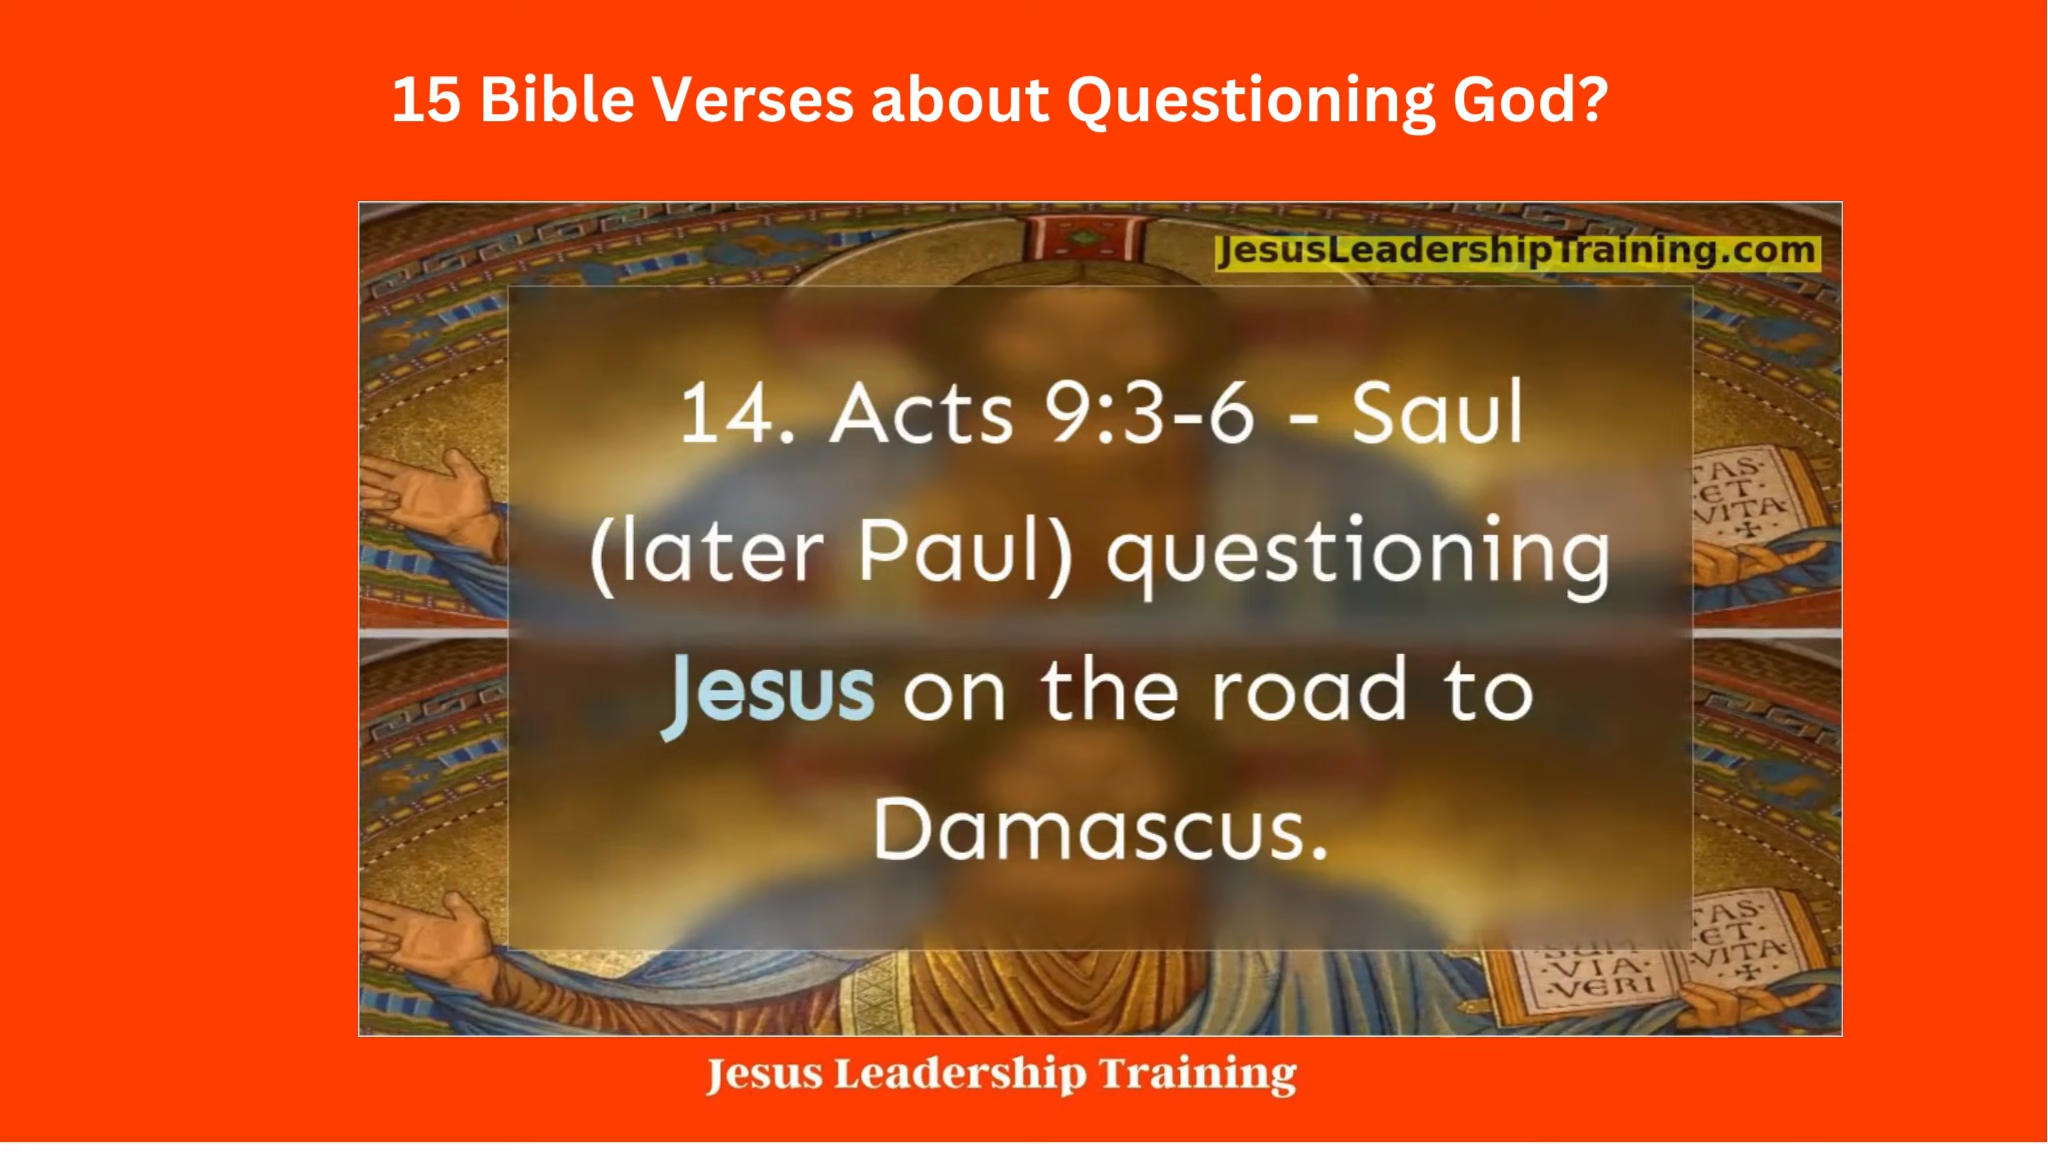 15 Bible Verses about Questioning God?
JesusLeadershipTraining.com
14. Acts 9:3-6 - Saul
(later Paul) questioning
Jesus on the road to
Damascus.
TAS·
·ET·
·VITA·
TAS·
·ET·
·VITA·
SUM
·VIA·
·VERI
Jesus Leadership Training